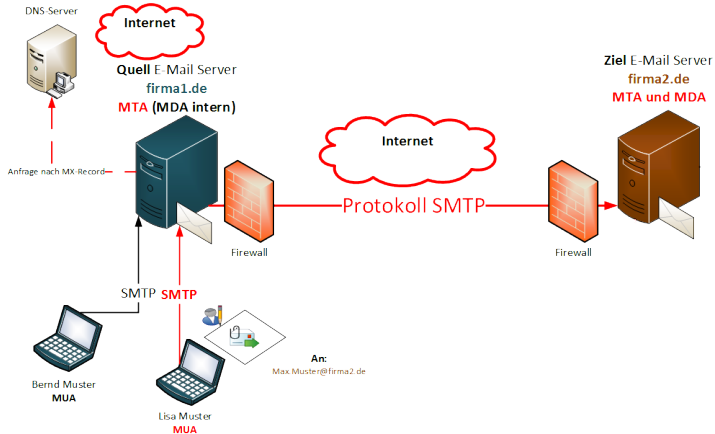 DNS-Server
Internet
Quell E-Mail Server
firma1.de
MTA (MDA intern)
Ziel E-Mail Server
firma2.de
MTA und MDA
Internet
Anfrage nach MX-Record
Protokoll SMTP
Firewall
Firewall
SMTP
SMTP
An:
Max.Muster@firma2.de
Bernd Muster
MUA
Lisa Muster
MUA